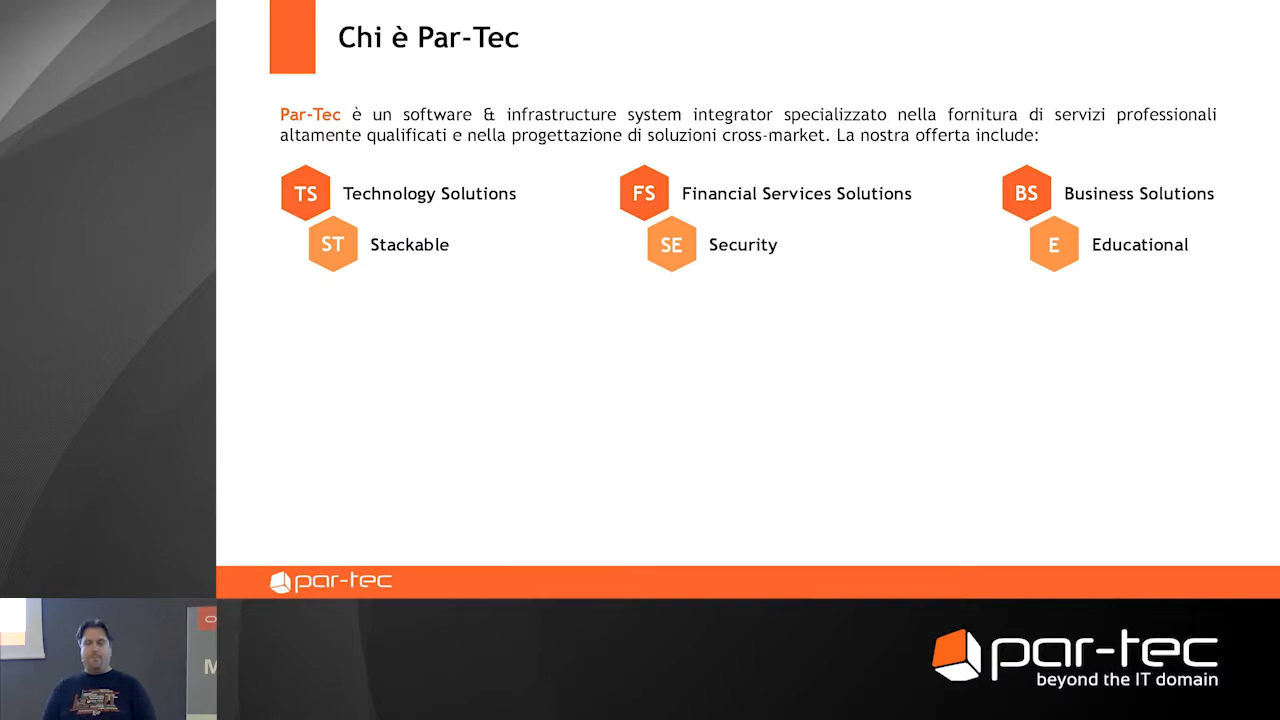 Chi è Par-Tec
Par-Tec è un software & infrastructure system integrator specializzato nella fornitura di servizi professionali
altamente qualificati e nella progettazione di soluzioni cross-market. La nostra offerta include:
TS Technology Solutions
FS Financial Services Solutions
BS Business Solutions
ST Stackable
SE Security
E Educational
par-tec
par-tec
beyond the IT domain